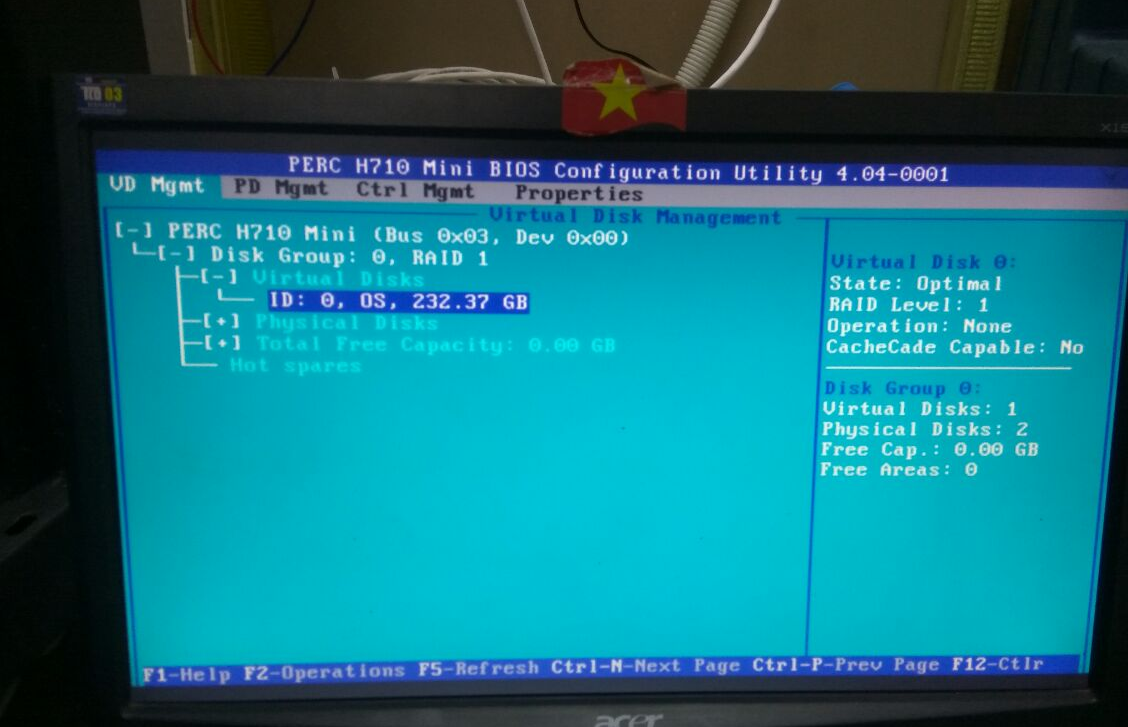 TCO 03
X19
PERC H710 Mini BIOS Configuration Utility 4.04-0001
VD Mgmt PD Mgmt Ctrl Mgmt Properties
Virtual Disk Management
[-] PERC H710 Mini (Bus 0x03, Dev 0x00)
[-] Disk Group: 0, RAID 1
[-] Virtual Disks
ID: 0, OS, 232.37 GB
[+] Physical Disks
[+] Total Free Capacity: 0.00 GB
Hot spares
Virtual Disk 0:
State: Optimal
RAID Level: 1
Operation: None
CacheCade Capable: No
Disk Group 0:
Virtual Disks: 1
Physical Disks: 2
Free Cap.: 0.00 GB
Free Areas: 0
F1-Help F2-Operations F5-Refresh Ctrl-N-Next Page Ctrl-P-Prev Page F12-Ctlr
acer